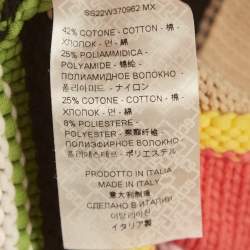 SS22W370962 MX
42% COTONE - COTTON - 棉 -
ХЛОПОК - 면 - 綿
25% POLIAMMIDICA -
POLYAMIDE - 锦纶 -
ПОЛИАМИДНОЕ ВОЛОКНО
폴리아미드 - ナイロン
25% COTONE - COTTON - 棉 -
ХЛОПОК - 면 - 綿
8% POLIESTERE -
POLYESTER - 聚酯纤维 -
ПОЛИЭФИРНОЕ ВОЛОКНО -
폴리에스테르 - ポリエステル
PRODOTTO IN ITALIA
MADE IN ITALY
意大利制造
СДЕЛАНО В ИТАЛИИ
이탈리아산
イタリア製